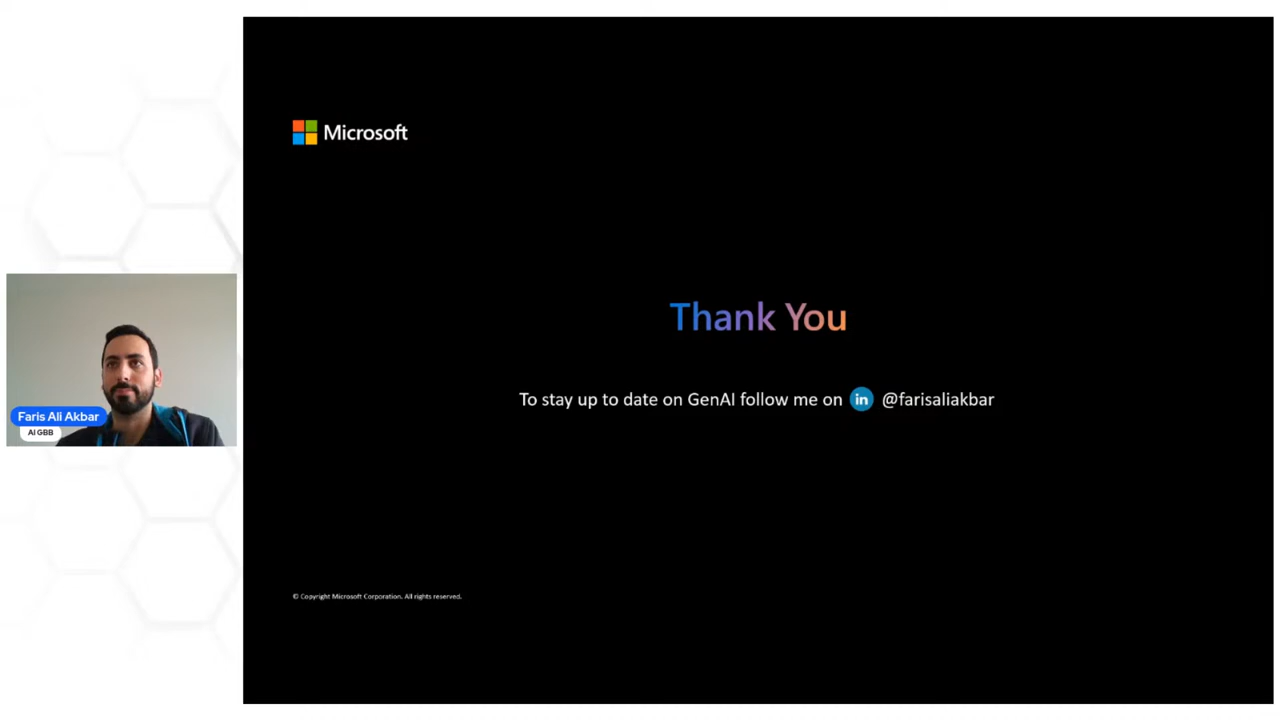 Microsoft
Thank You
To stay up to date on GenAI follow me on in @farisaliakbar
Faris Ali Akbar
AI GBB
© Copyright Microsoft Corporation. All rights reserved.